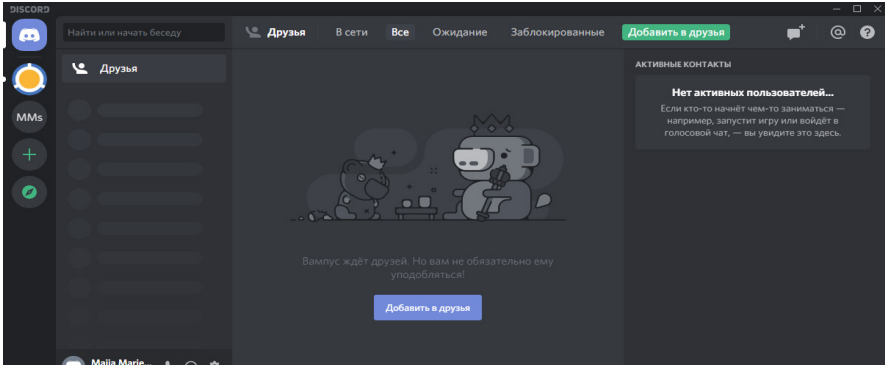 DISCORD
Найти или начать беседу
Друзья
В сети
Все
Ожидание
Заблокированные
Добавить в друзья
Друзья
MMs
АКТИВНЫЕ КОНТАКТЫ
Нет активных пользователей...
Если кто-то начнёт чем-то заниматься —
например, запустит игру или войдёт в
голосовой чат, — вы увидите это здесь.
Вампус ждёт друзей. Но вам не обязательно ему
уподобляться!
Добавить в друзья
Maija Marie...